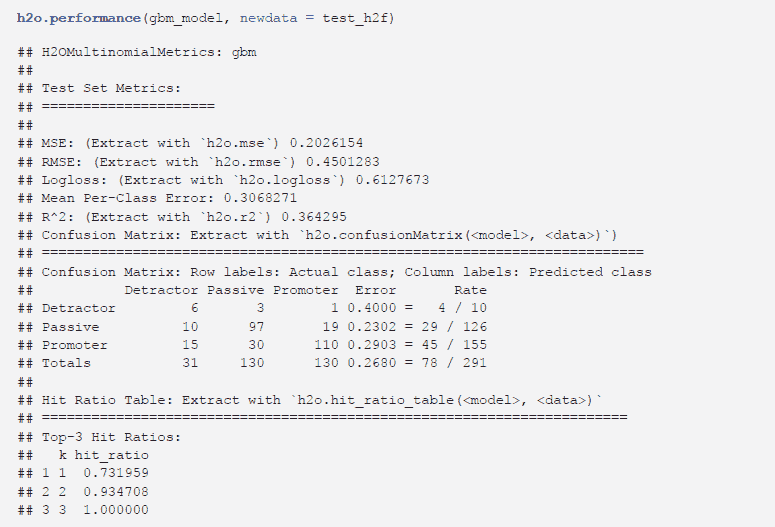 h2o.performance(gbm_model, newdata = test_h2f)
## H2OMultinomialMetrics: gbm
##
## Test Set Metrics:
## =====================
##
## MSE: (Extract with `h2o.mse`) 0.2026154
## RMSE: (Extract with `h2o.rmse`) 0.4501283
## Logloss: (Extract with `h2o.logloss`) 0.6127673
## Mean Per-Class Error: 0.3068271
## R^2: (Extract with `h2o.r2`) 0.364295
## Confusion Matrix: Extract with `h2o.confusionMatrix(<model>, <data>)`)
## =========================================================================
## Confusion Matrix: Row labels: Actual class; Column labels: Predicted class
##           Detractor Passive Promoter  Error       Rate
## Detractor         6       3        1 0.4000 =   4 / 10
## Passive          10      97       19 0.2302 = 29 / 126
## Promoter         15      30      110 0.2903 = 45 / 155
## Totals           31     130      130 0.2680 = 78 / 291
##
## Hit Ratio Table: Extract with `h2o.hit_ratio_table(<model>, <data>)`
## =======================================================================
## Top-3 Hit Ratios:
##   k hit_ratio
## 1 1  0.731959
## 2 2  0.934708
## 3 3  1.000000